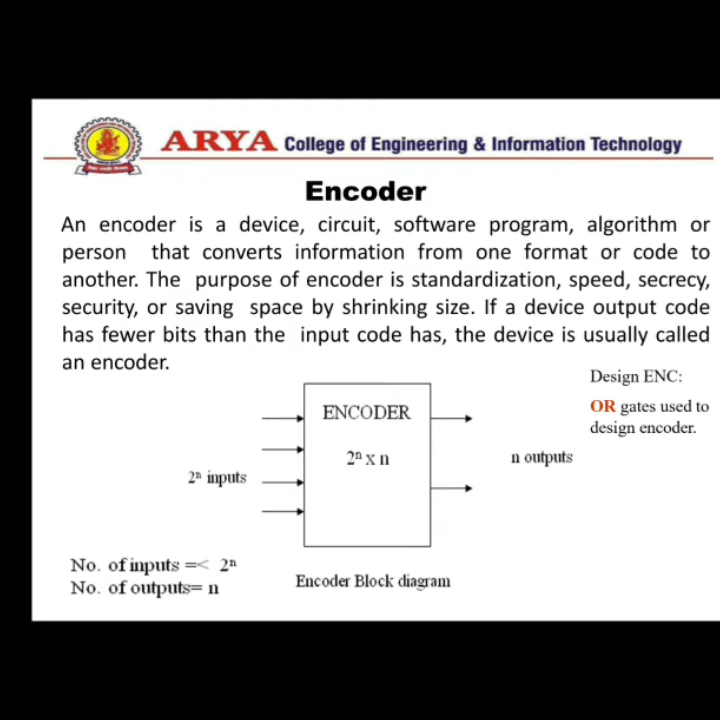 ARYA College of Engineering & Information Technology
Encoder
An encoder is a device, circuit, software program, algorithm or
person that converts information from one format or code to
another. The purpose of encoder is standardization, speed, secrecy,
security, or saving space by shrinking size. If a device output code
has fewer bits than the input code has, the device is usually called
an encoder.
Design ENC:
OR gates used to
design encoder.
ENCODER
2ⁿ x n
2ⁿ inputs
n outputs
No. of inputs =< 2ⁿ
No. of outputs= n
Encoder Block diagram